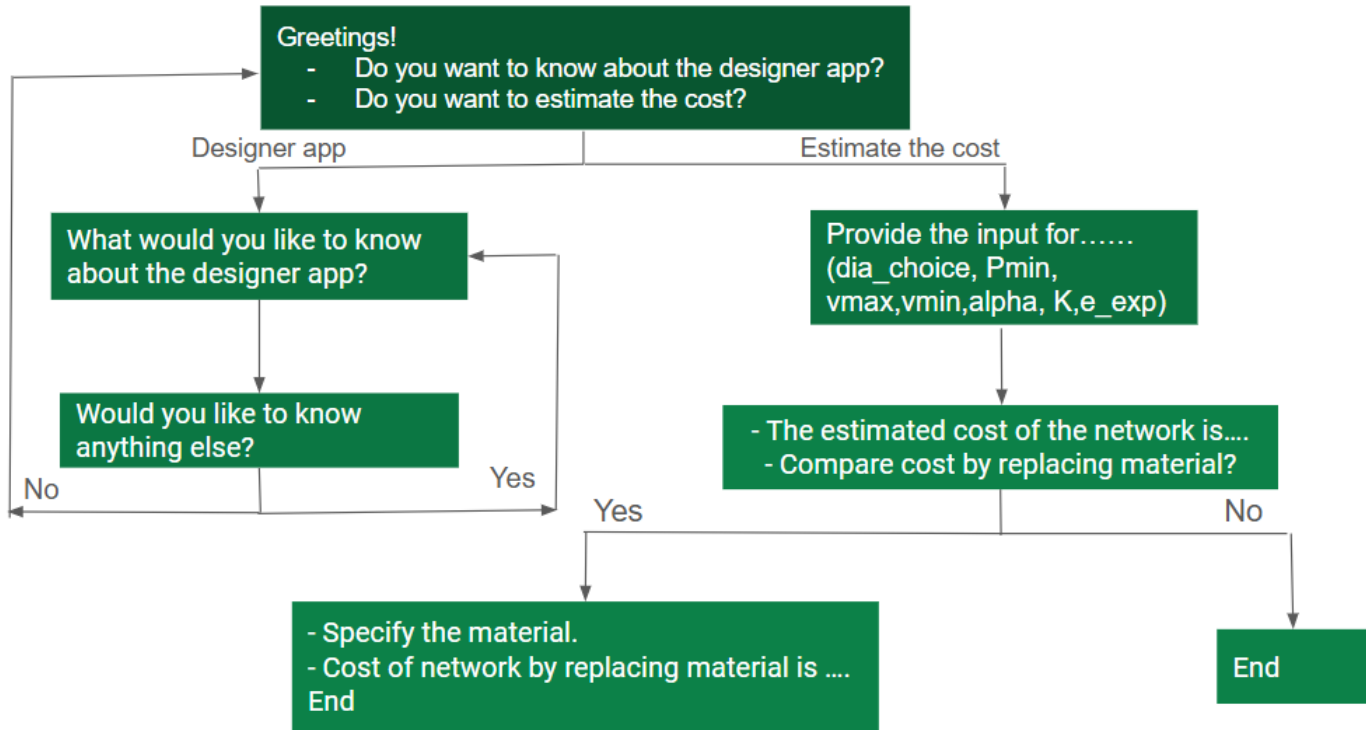 Greetings!
- Do you want to know about the designer app?
- Do you want to estimate the cost?
Designer app
Estimate the cost
What would you like to know
about the designer app?
Provide the input for......
(dia_choice, Pmin,
vmax,vmin,alpha, K,e_exp)
Would you like to know
anything else?
- The estimated cost of the network is....
- Compare cost by replacing material?
No
Yes
Yes
No
- Specify the material.
- Cost of network by replacing material is ....
End
End